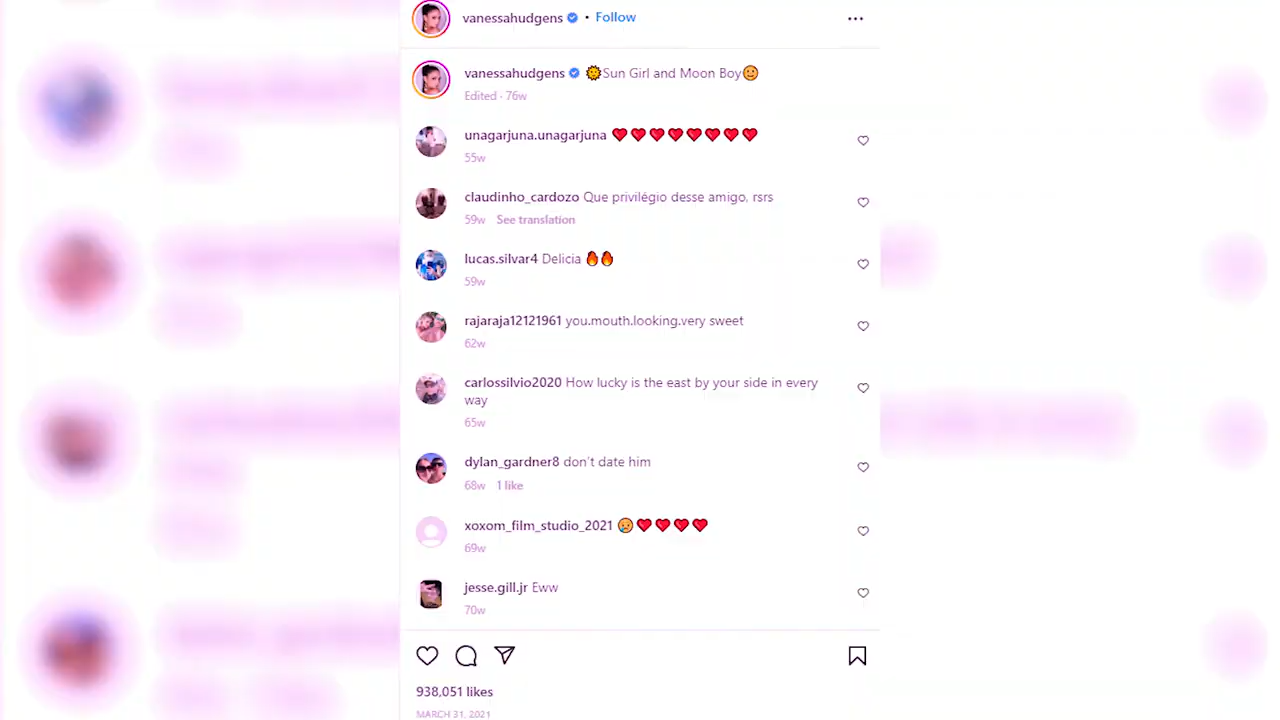 vanessahudgens • Follow
vanessahudgens 🌞Sun Girl and Moon Boy🌝
Edited · 76w
unagarjuna.unagarjuna ❤️❤️❤️❤️❤️❤️❤️❤️
55w
claudinho_cardozo Que privilégio desse amigo, rsrs
59w See translation
lucas.silvar4 Delicia 🔥🔥
59w
rajaraja12121961 you.mouth.looking.very sweet
62w
carlossilvio2020 How lucky is the east by your side in every
way
65w
dylan_gardner8 don't date him
68w 1 like
xoxom_film_studio_2021 😢❤️❤️❤️❤️
69w
jesse.gill.jr Eww
70w
938,051 likes
MARCH 31, 2021